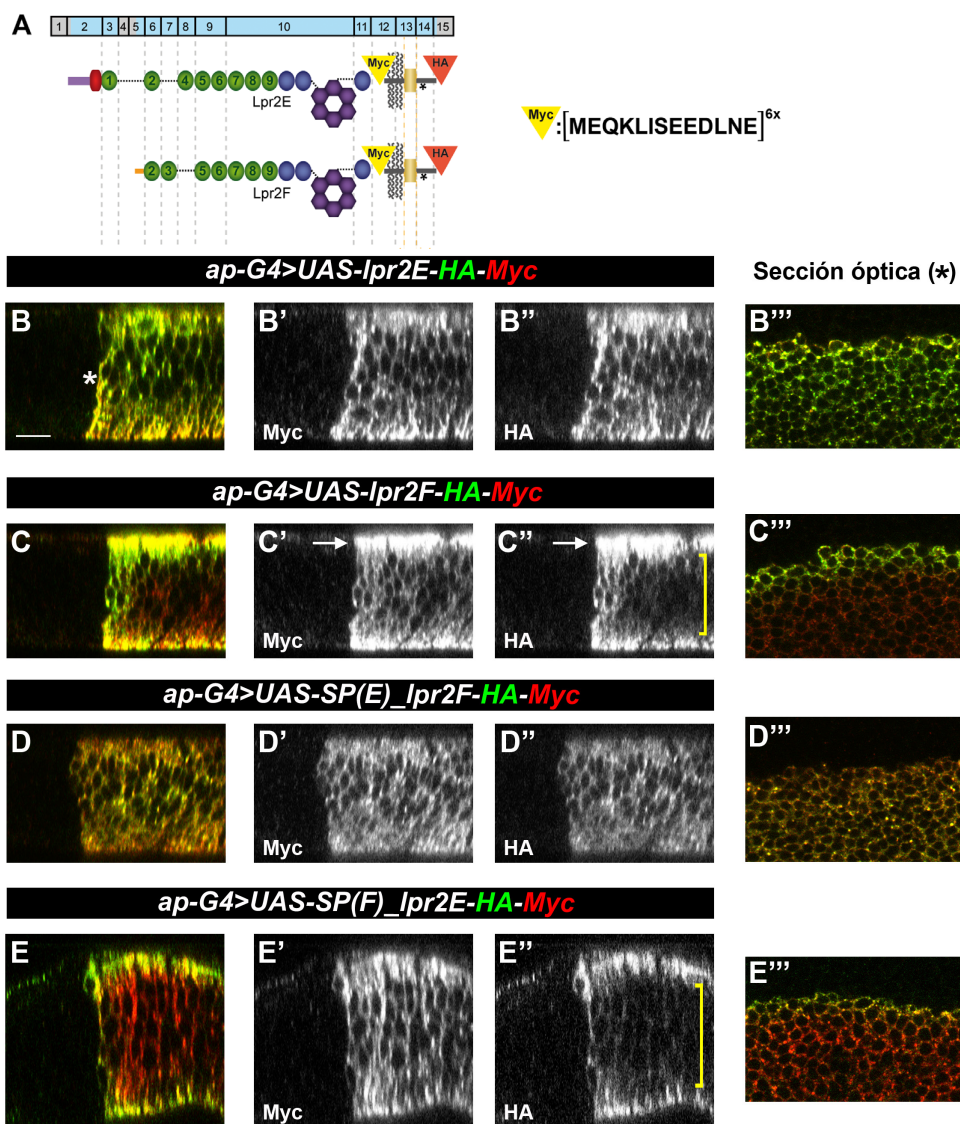 A
1 2 3 4 5 6 7 8 9 10 11 12 13 14 15
Myc HA
1 2 4 5 6 7 8 9
*
Lpr2E
Myc :[MEQKLISEEDLNE]6x
Myc HA
2 3 5 6 7 8 9
*
Lpr2F
ap-G4>UAS-lpr2E-HA-Myc
Sección óptica (*)
B B’ B’’ B’’’
*
Myc HA
ap-G4>UAS-lpr2F-HA-Myc
C C’ C’’ C’’’
Myc HA
ap-G4>UAS-SP(E)_lpr2F-HA-Myc
D D’ D’’ D’’’
Myc HA
ap-G4>UAS-SP(F)_lpr2E-HA-Myc
E E’ E’’ E’’’
Myc HA